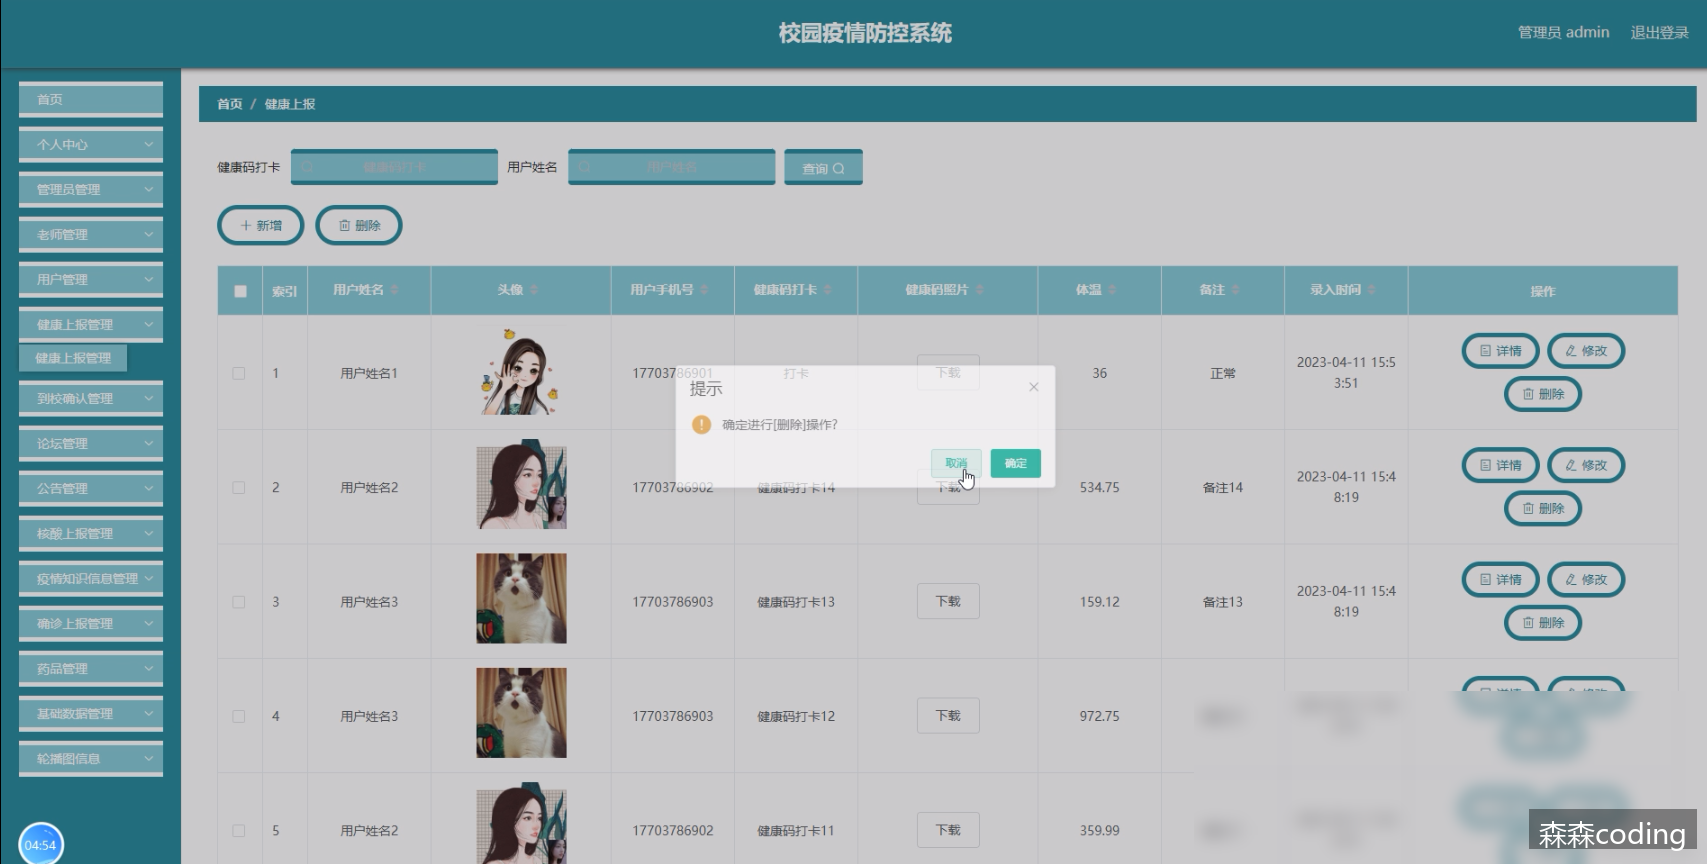 校园疫情防控系统
管理员 admin
退出登录
首页
个人中心
管理员管理
老师管理
用户管理
健康上报管理
健康上报管理
到校确认管理
论坛管理
公告管理
核酸上报管理
疫情知识信息管理
确诊上报管理
药品管理
基础数据管理
轮播图信息
04:54
首页 / 健康上报
健康码打卡 健康码打卡 用户姓名 用户姓名 查询
+ 新增 删除
索引 用户姓名 头像 用户手机号 健康码打卡 健康码照片 体温 备注 录入时间 操作
1 用户姓名1 17703786901 打卡 下载 36 正常 2023-04-11 15:5
3:51
详情 修改
删除
提示
确定进行[删除]操作?
取消 确定
2 用户姓名2 17703786902 健康码打卡14 下载 534.75 备注14 2023-04-11 15:4
8:19
详情 修改
删除
3 用户姓名3 17703786903 健康码打卡13 下载 159.12 备注13 2023-04-11 15:4
8:19
详情 修改
删除
4 用户姓名3 17703786903 健康码打卡12 下载 972.75
5 用户姓名2 17703786902 健康码打卡11 下载 359.99
森森coding